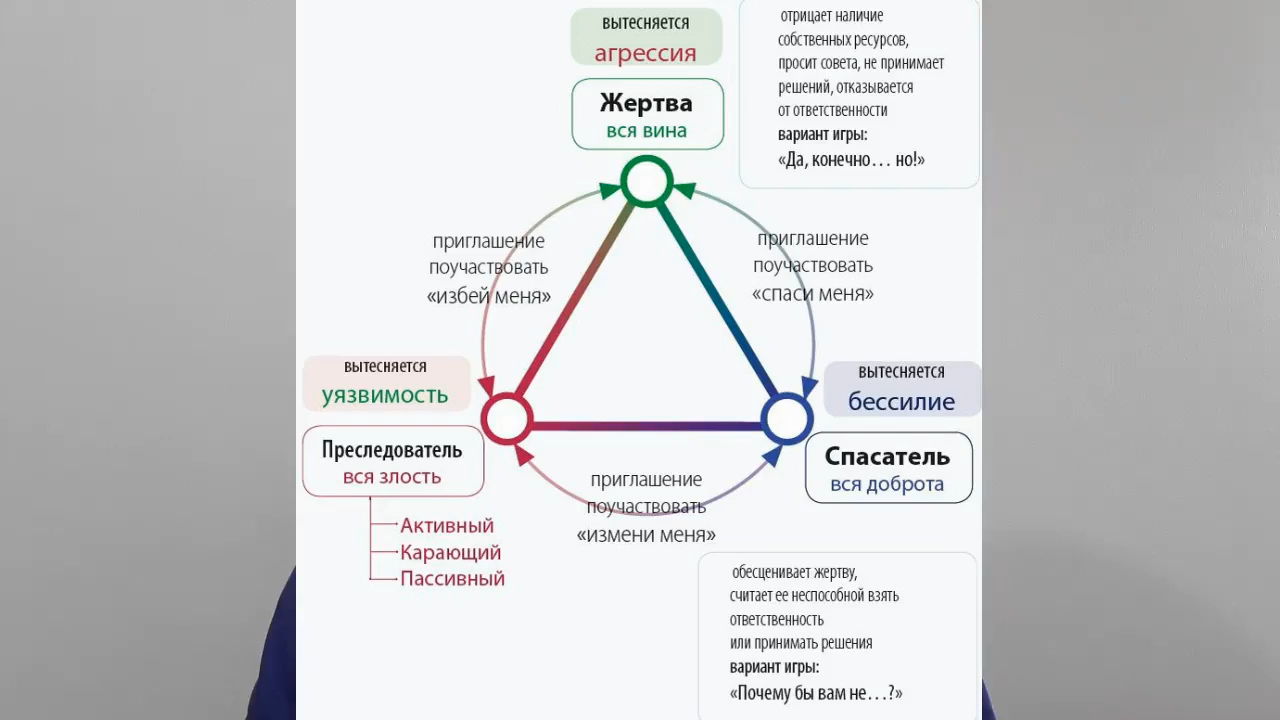 вытесняется
агрессия
Жертва
вся вина
отрицает наличие
собственных ресурсов,
просит совета, не принимает
решений, отказывается
от ответственности
вариант игры:
«Да, конечно… но!»
приглашение
поучаствовать
«избей меня»
приглашение
поучаствовать
«спаси меня»
вытесняется
уязвимость
Преследователь
вся злость
Активный
Карающий
Пассивный
вытесняется
бессилие
Спасатель
вся доброта
приглашение
поучаствовать
«измени меня»
обесценивает жертву,
считает ее неспособной взять
ответственность
или принимать решения
вариант игры:
«Почему бы вам не…?»